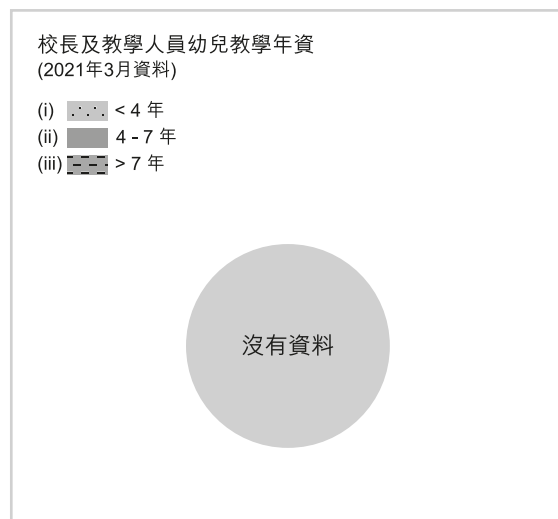 校長及教學人員幼兒教學年資
(2021年3月資料)
(i) < 4 年
(ii) 4 - 7 年
(iii) > 7 年
沒有資料